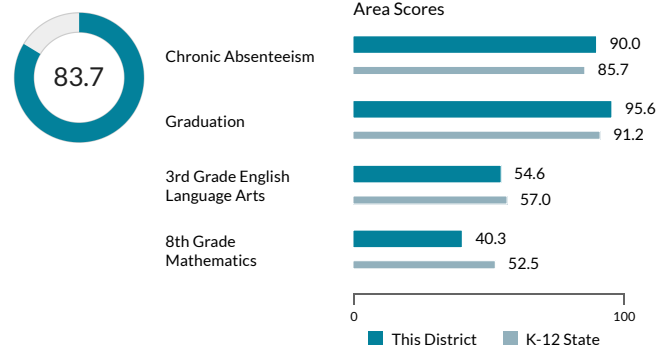 Area Scores
83.7
Chronic Absenteeism
90.0
85.7
Graduation
95.6
91.2
3rd Grade English
Language Arts
54.6
57.0
8th Grade
Mathematics
40.3
52.5
0
100
This District
K-12 State